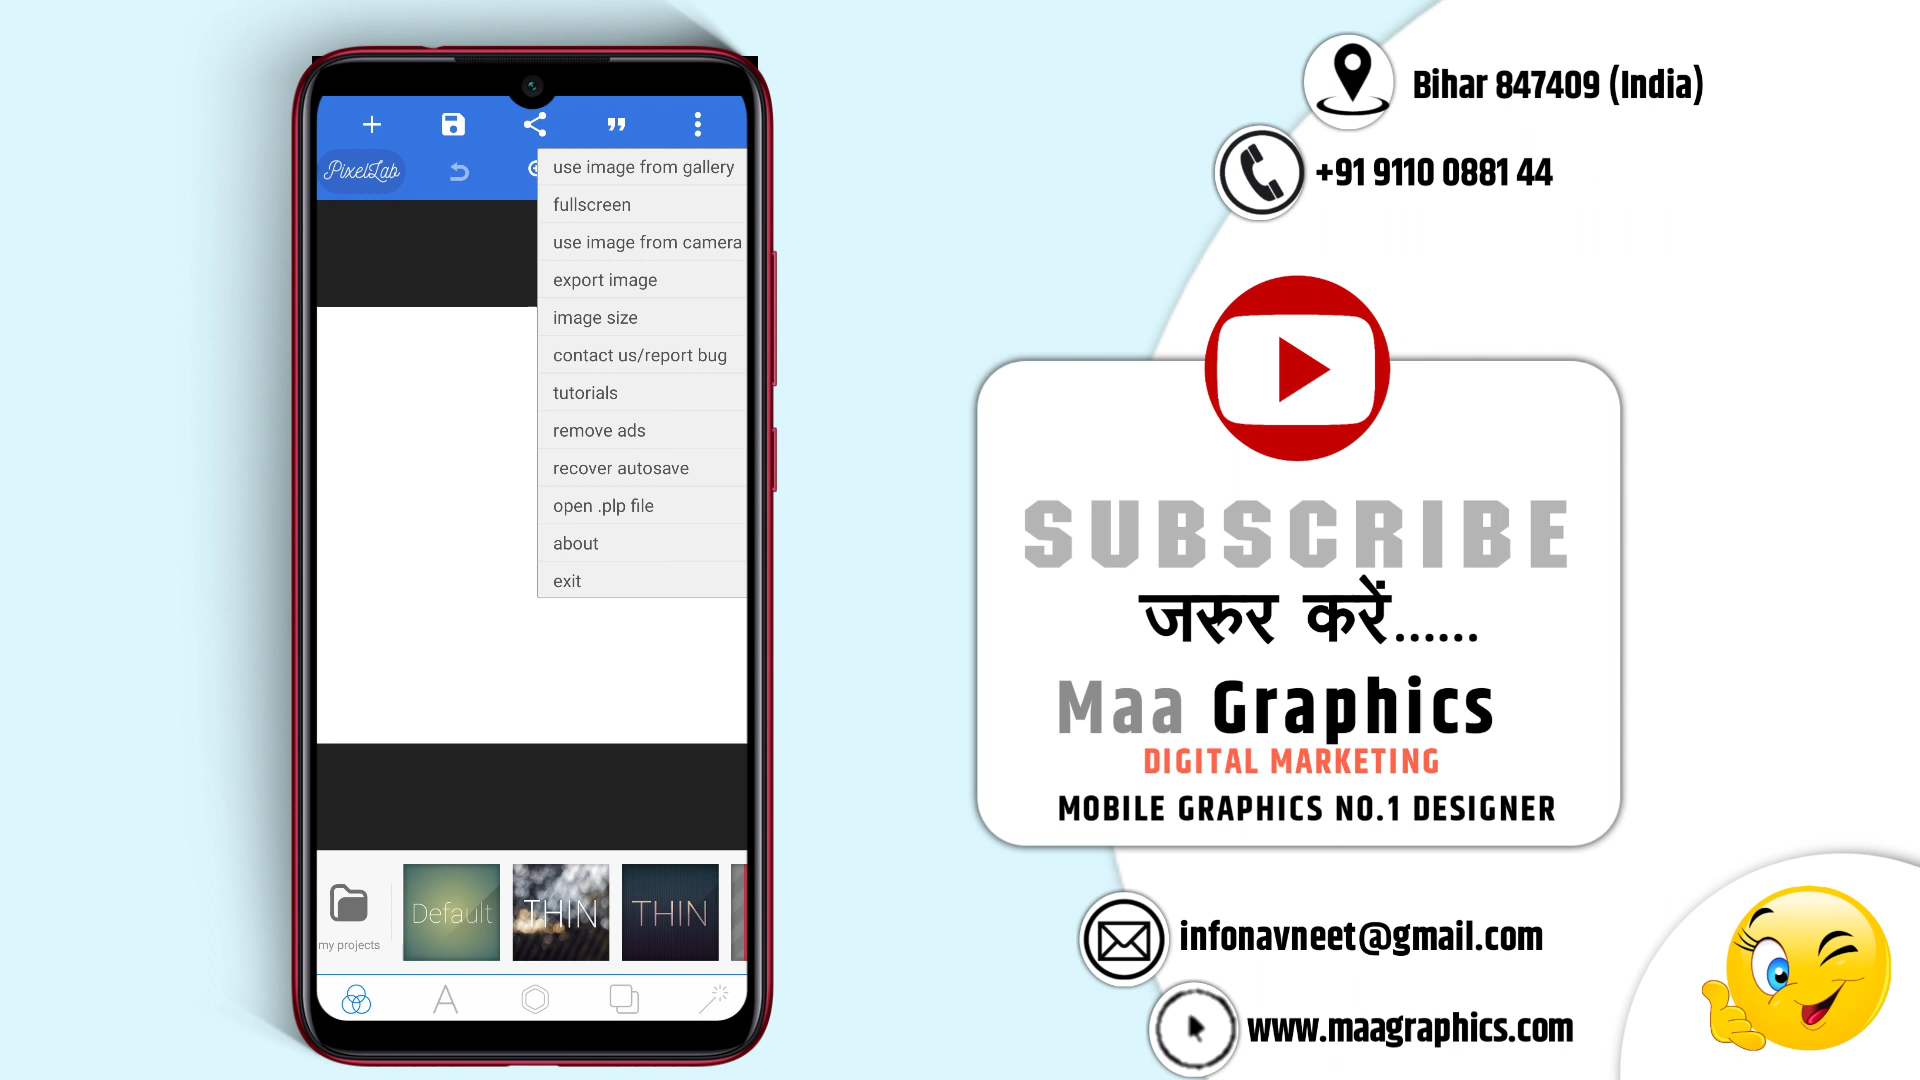 PixelLab
use image from gallery
fullscreen
use image from camera
export image
image size
contact us/report bug
tutorials
remove ads
recover autosave
open .plp file
about
exit
my projects
Default
THIN
THIN
A
Bihar 847409 (India)
+91 9110 0881 44
SUBSCRIBE
जरुर करें......
Maa Graphics
DIGITAL MARKETING
MOBILE GRAPHICS NO.1 DESIGNER
infonavneet@gmail.com
www.maagraphics.com